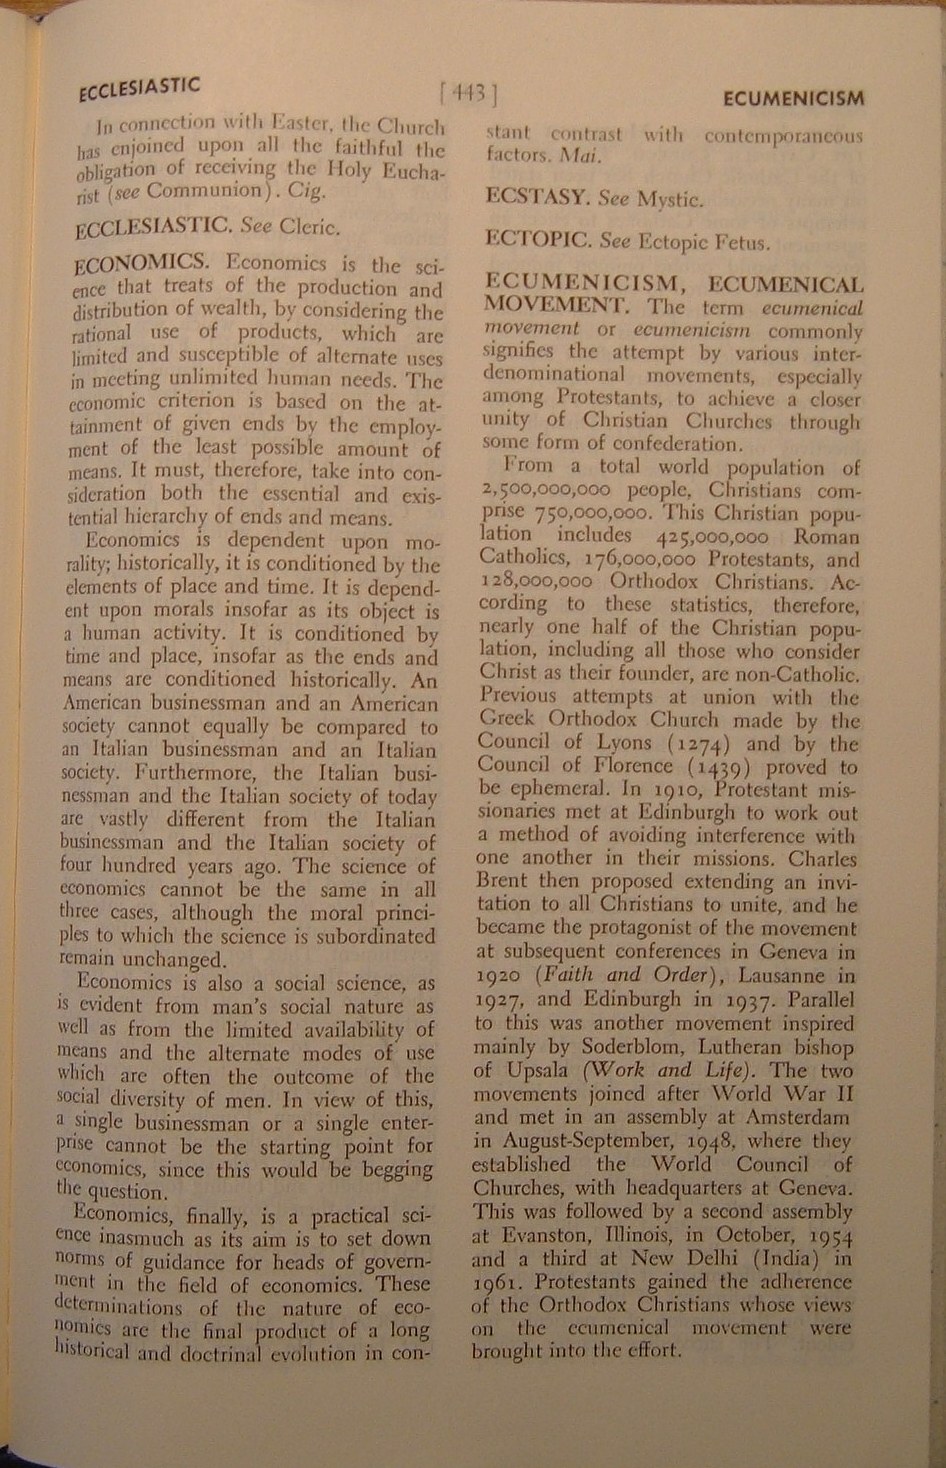 ECCLESIASTIC
[ 443 ]
ECUMENICISM
In connection with Easter, the Church
has enjoined upon all the faithful the
obligation of receiving the Holy Eucha-
rist (see Communion). Cig.
ECCLESIASTIC. See Cleric.
ECONOMICS. Economics is the sci-
ence that treats of the production and
distribution of wealth, by considering the
rational use of products, which are
limited and susceptible of alternate uses
in meeting unlimited human needs. The
economic criterion is based on the at-
tainment of given ends by the employ-
ment of the least possible amount of
means. It must, therefore, take into con-
sideration both the essential and exis-
tential hierarchy of ends and means.
Economics is dependent upon mo-
rality; historically, it is conditioned by the
elements of place and time. It is depend-
ent upon morals insofar as its object is
a human activity. It is conditioned by
time and place, insofar as the ends and
means are conditioned historically. An
American businessman and an American
society cannot equally be compared to
an Italian businessman and an Italian
society. Furthermore, the Italian busi-
nessman and the Italian society of today
are vastly different from the Italian
businessman and the Italian society of
four hundred years ago. The science of
economics cannot be the same in all
three cases, although the moral princi-
ples to which the science is subordinated
remain unchanged.
Economics is also a social science, as
is evident from man's social nature as
well as from the limited availability of
means and the alternate modes of use
which are often the outcome of the
social diversity of men. In view of this,
a single businessman or a single enter-
prise cannot be the starting point for
economics, since this would be begging
the question.
Economics, finally, is a practical sci-
ence inasmuch as its aim is to set down
norms of guidance for heads of govern-
ment in the field of economics. These
determinations of the nature of eco-
nomics are the final product of a long
historical and doctrinal evolution in con-
stant contrast with contemporaneous
factors. Mai.
ECSTASY. See Mystic.
ECTOPIC. See Ectopic Fetus.
ECUMENICISM, ECUMENICAL
MOVEMENT. The term ecumenical
movement or ecumenicism commonly
signifies the attempt by various inter-
denominational movements, especially
among Protestants, to achieve a closer
unity of Christian Churches through
some form of confederation.
From a total world population of
2,500,000,000 people, Christians com-
prise 750,000,000. This Christian popu-
lation includes 425,000,000 Roman
Catholics, 176,000,000 Protestants, and
128,000,000 Orthodox Christians. Ac-
cording to these statistics, therefore,
nearly one half of the Christian popu-
lation, including all those who consider
Christ as their founder, are non-Catholic.
Previous attempts at union with the
Greek Orthodox Church made by the
Council of Lyons (1274) and by the
Council of Florence (1439) proved to
be ephemeral. In 1910, Protestant mis-
sionaries met at Edinburgh to work out
a method of avoiding interference with
one another in their missions. Charles
Brent then proposed extending an invi-
tation to all Christians to unite, and he
became the protagonist of the movement
at subsequent conferences in Geneva in
1920 (Faith and Order), Lausanne in
1927, and Edinburgh in 1937. Parallel
to this was another movement inspired
mainly by Soderblom, Lutheran bishop
of Upsala (Work and Life). The two
movements joined after World War II
and met in an assembly at Amsterdam
in August-September, 1948, where they
established the World Council of
Churches, with headquarters at Geneva.
This was followed by a second assembly
at Evanston, Illinois, in October, 1954
and a third at New Delhi (India) in
1961. Protestants gained the adherence
of the Orthodox Christians whose views
on the ecumenical movement were
brought into the effort.